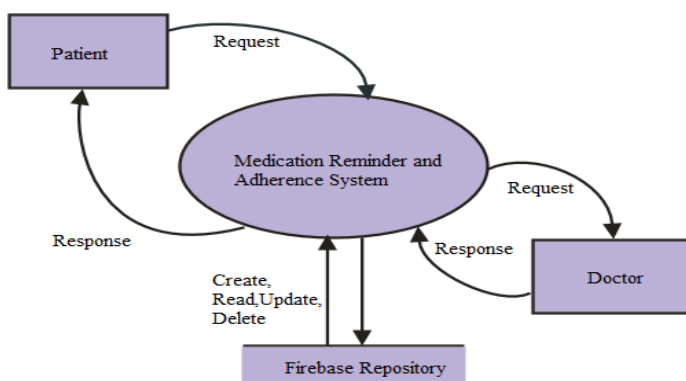 Patient
Request
Medication Reminder and
Adherence System
Request
Response
Response
Doctor
Create,
Read,Update,
Delete
Firebase Repository